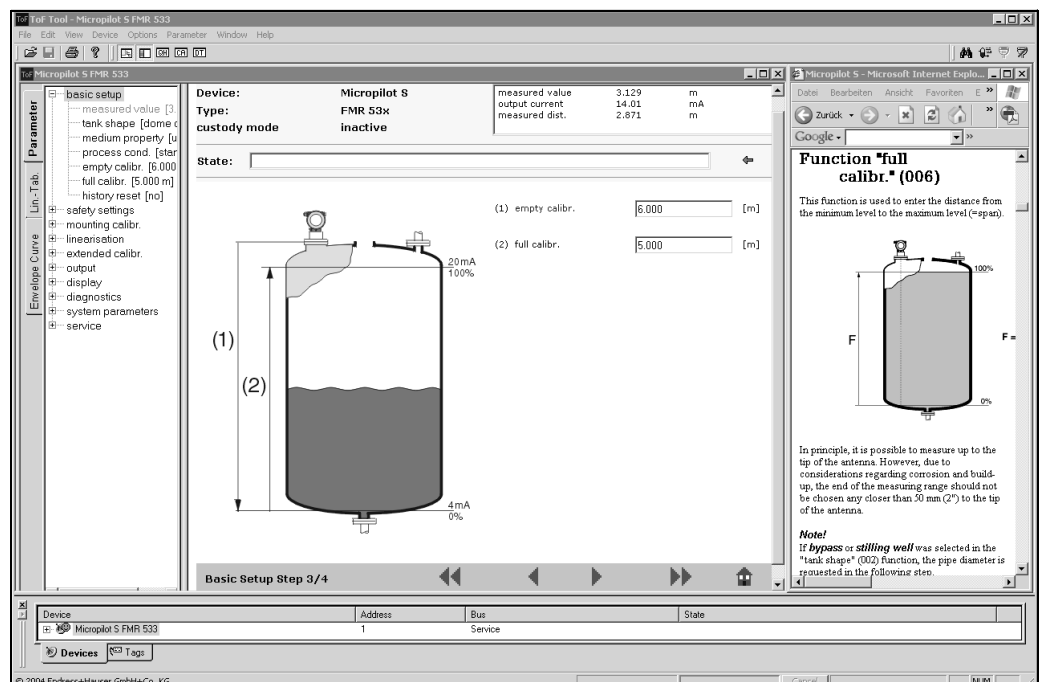 ToF Tool - Micropilot S FMR 533
File Edit View Device Options Parameter Window Help
Micropilot S FMR 533
Parameter
Lin.-Tab.
Envelope Curve
basic setup
measured value [3.
tank shape [dome c
medium property [u
process cond. [star
empty calibr. [6.000
full calibr. [5.000 m]
history reset [no]
safety settings
mounting calibr.
linearisation
extended calibr.
output
display
diagnostics
system parameters
service
Device: Micropilot S
Type: FMR 53x
custody mode inactive
measured value 3.129 m
output current 14.01 mA
measured dist. 2.871 m
State:
(1) empty calibr. 6.000 [m]
(2) full calibr. 5.000 [m]
20mA
100%
(1)
(2)
4mA
0%
Basic Setup Step 3/4
Micropilot S - Microsoft Internet Explo...
Datei Bearbeiten Ansicht Favoriten E »
Zurück »
Google »
Function "full
calibr." (006)
This function is used to enter the distance from
the minimum level to the maximum level (=span).
100%
F
F =
0%
In principle, it is possible to measure up to the
tip of the antenna. However, due to
considerations regarding corrosion and build-
up, the end of the measuring range should not
be chosen any closer than 50 mm (2") to the tip
of the antenna.
Note!
If bypass or stilling well was selected in the
"tank shape" (002) function, the pipe diameter is
requested in the following step.
Device Address Bus State
Micropilot S FMR 533 1 Service
Devices Tags
© 2004 Endress+Hauser GmbH+Co. KG
Cancel
NUM